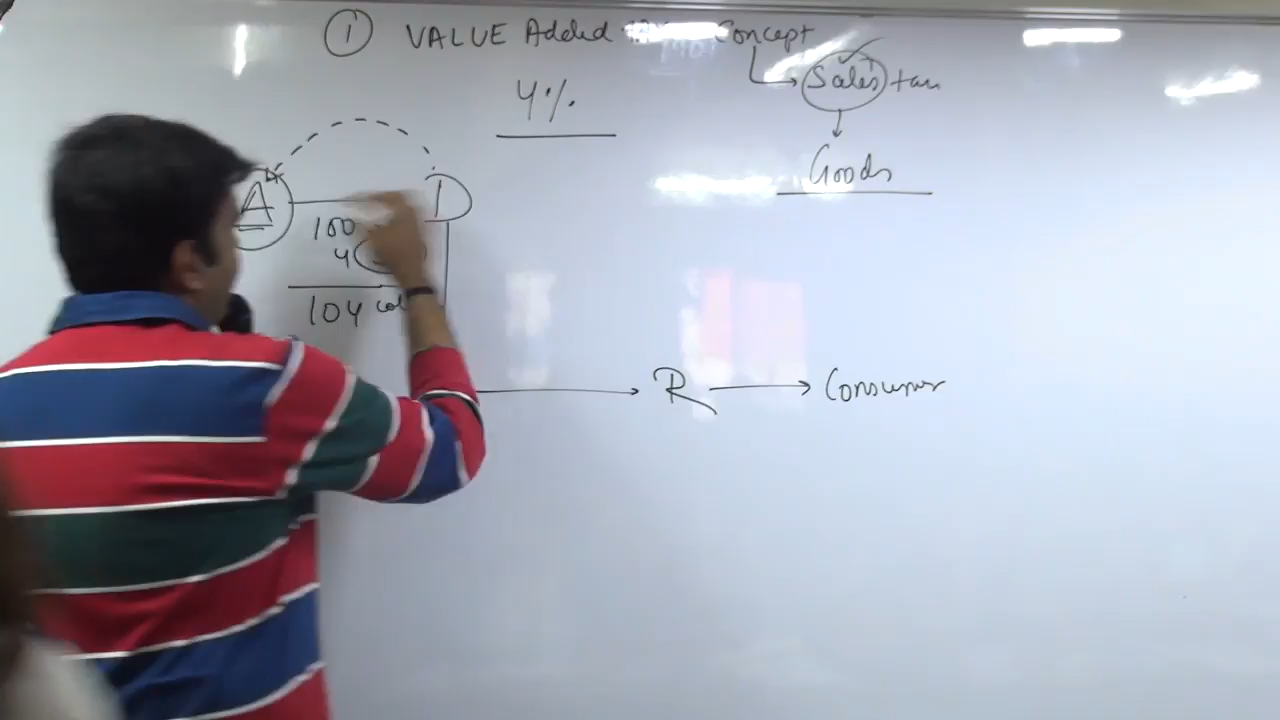 ① VALUE Added Concept
Sales tax
4%
Goods
A D
100
4
104
R Consumer